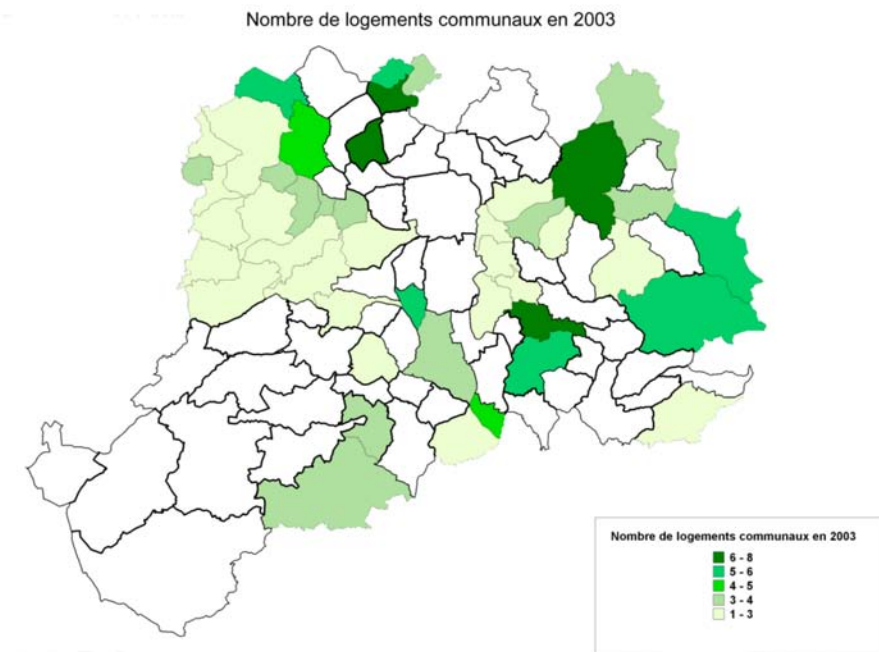 Nombre de logements communaux en 2003
Nombre de logements communaux en 2003
6 - 8
5 - 6
4 - 5
3 - 4
1 - 3